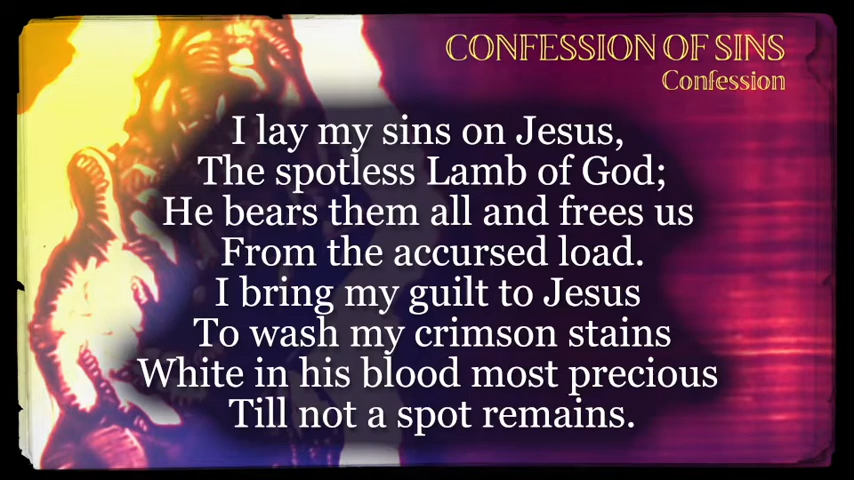 CONFESSION OF SINS
Confession
I lay my sins on Jesus,
The spotless Lamb of God;
He bears them all and frees us
From the accursed load.
I bring my guilt to Jesus
To wash my crimson stains
White in his blood most precious
Till not a spot remains.